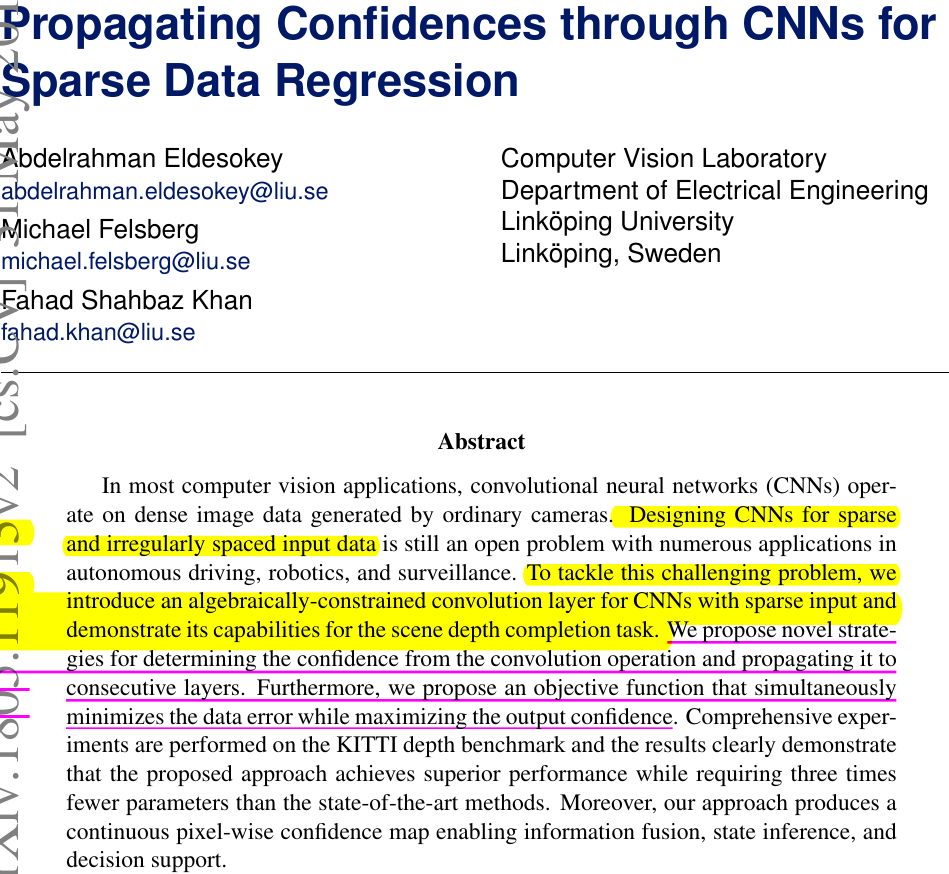 Propagating Confidences through CNNs for
Sparse Data Regression
Abdelrahman Eldesokey
abdelrahman.eldesokey@liu.se
Michael Felsberg
michael.felsberg@liu.se
Fahad Shahbaz Khan
fahad.khan@liu.se
Computer Vision Laboratory
Department of Electrical Engineering
Linköping University
Linköping, Sweden
Abstract
In most computer vision applications, convolutional neural networks (CNNs) oper-
ate on dense image data generated by ordinary cameras. Designing CNNs for sparse
and irregularly spaced input data is still an open problem with numerous applications in
autonomous driving, robotics, and surveillance. To tackle this challenging problem, we
introduce an algebraically-constrained convolution layer for CNNs with sparse input and
demonstrate its capabilities for the scene depth completion task. We propose novel strate-
gies for determining the confidence from the convolution operation and propagating it to
consecutive layers. Furthermore, we propose an objective function that simultaneously
minimizes the data error while maximizing the output confidence. Comprehensive exper-
iments are performed on the KITTI depth benchmark and the results clearly demonstrate
that the proposed approach achieves superior performance while requiring three times
fewer parameters than the state-of-the-art methods. Moreover, our approach produces a
continuous pixel-wise confidence map enabling information fusion, state inference, and
decision support.